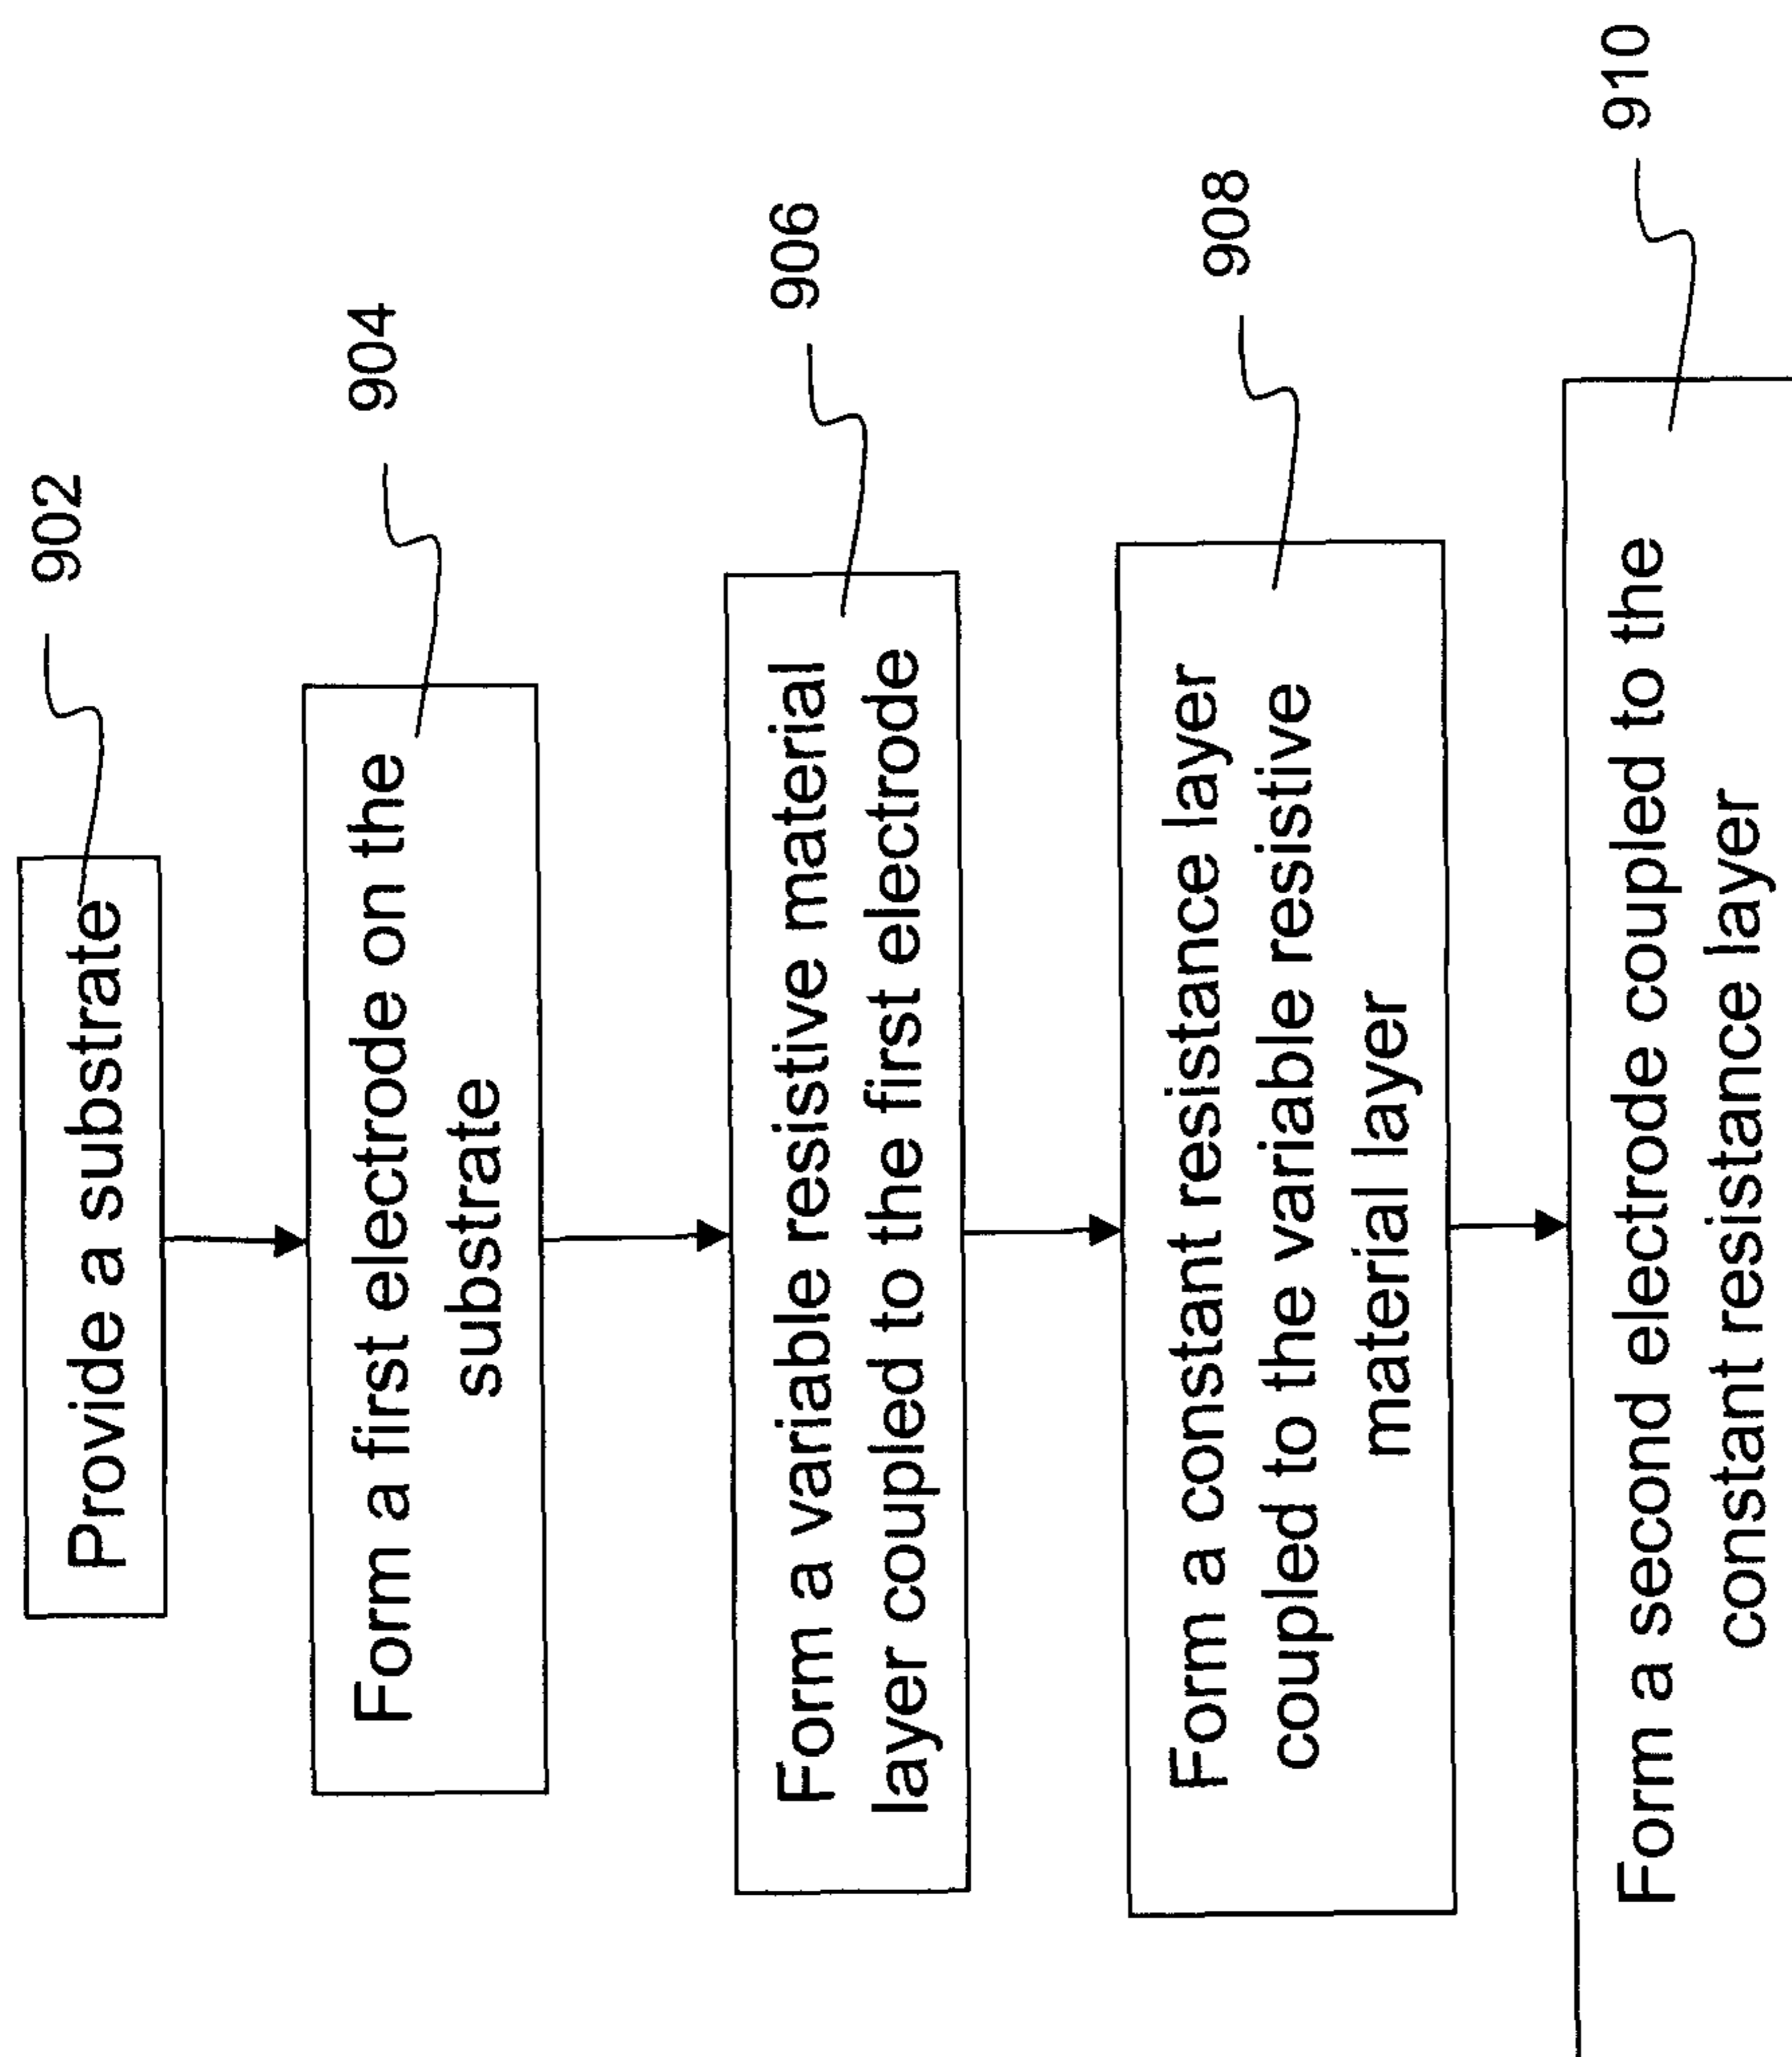 902
Provide a substrate
904
Form a first electrode on the
substrate
906
Form a variable resistive material
layer coupled to the first electrode
908
Form a constant resistance layer
coupled to the variable resistive
material layer
910
Form a second electrode coupled to the
constant resistance layer